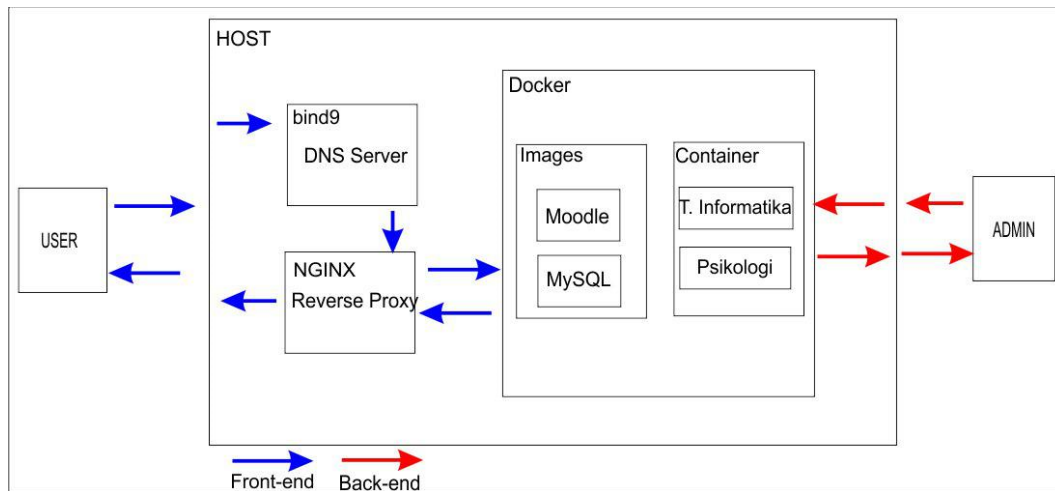 HOST
bind9
DNS Server
USER
NGINX
Reverse Proxy
Docker
Images
Moodle
MySQL
Container
T. Informatika
Psikologi
ADMIN
Front-end
Back-end